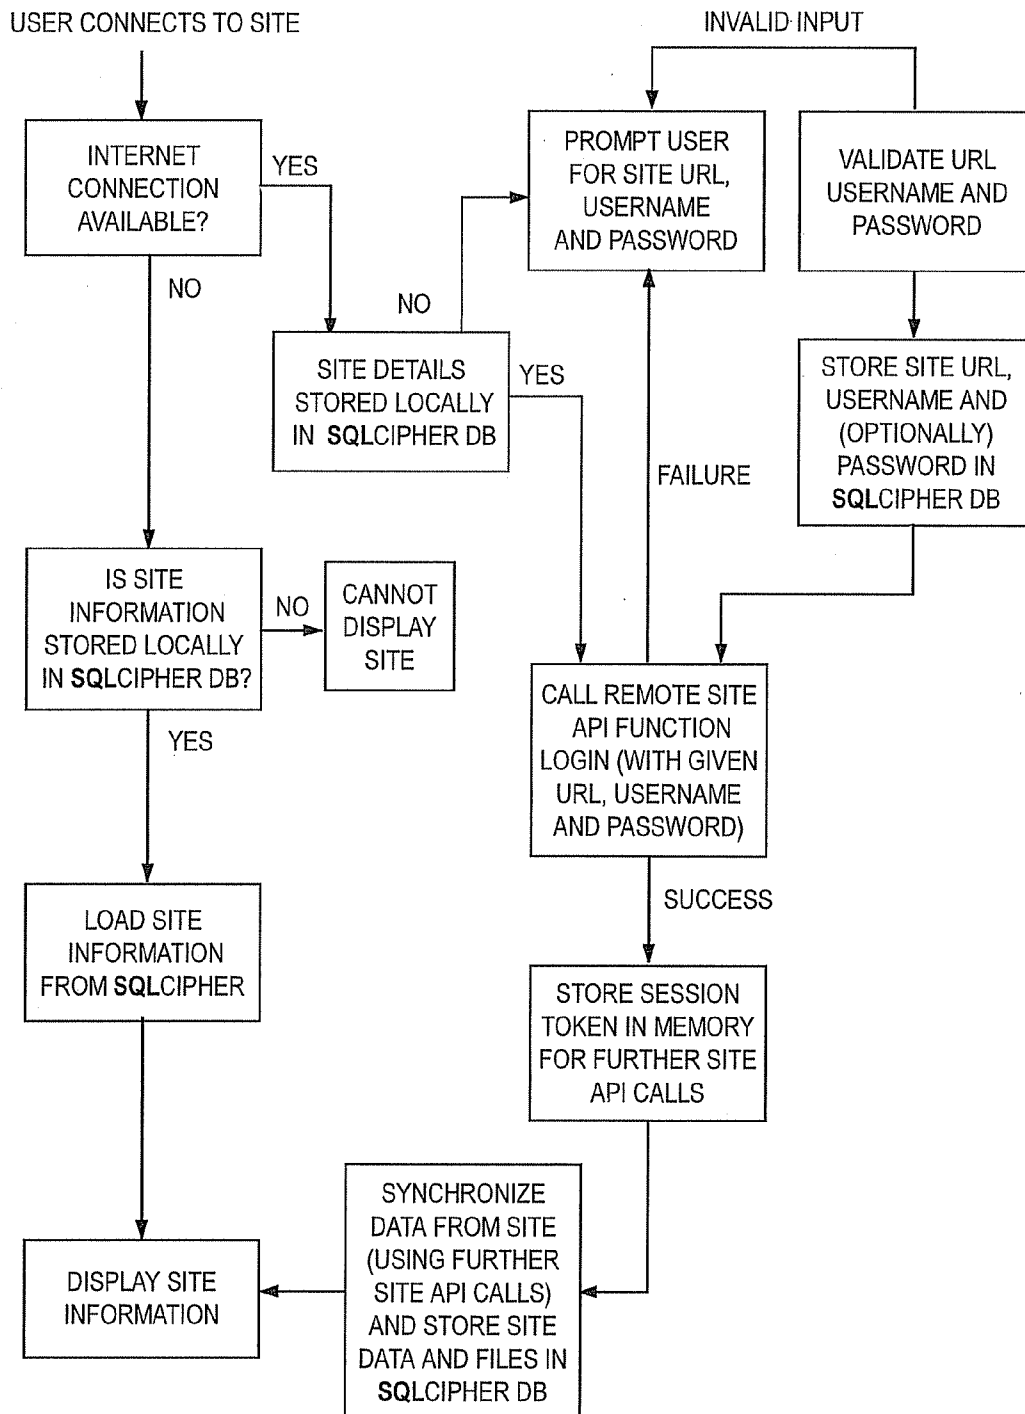 USER CONNECTS TO SITE
INVALID INPUT
INTERNET
CONNECTION
AVAILABLE?
YES
PROMPT USER
FOR SITE URL,
USERNAME
AND PASSWORD
VALIDATE URL
USERNAME AND
PASSWORD
NO
NO
SITE DETAILS
STORED LOCALLY
IN SQLCIPHER DB
YES
STORE SITE URL,
USERNAME AND
(OPTIONALLY)
PASSWORD IN
SQLCIPHER DB
FAILURE
IS SITE
INFORMATION
STORED LOCALLY
IN SQLCIPHER DB?
NO
CANNOT
DISPLAY
SITE
CALL REMOTE SITE
API FUNCTION
LOGIN (WITH GIVEN
URL, USERNAME
AND PASSWORD)
YES
SUCCESS
LOAD SITE
INFORMATION
FROM SQLCIPHER
STORE SESSION
TOKEN IN MEMORY
FOR FURTHER SITE
API CALLS
SYNCHRONIZE
DATA FROM SITE
(USING FURTHER
SITE API CALLS)
AND STORE SITE
DATA AND FILES IN
SQLCIPHER DB
DISPLAY SITE
INFORMATION